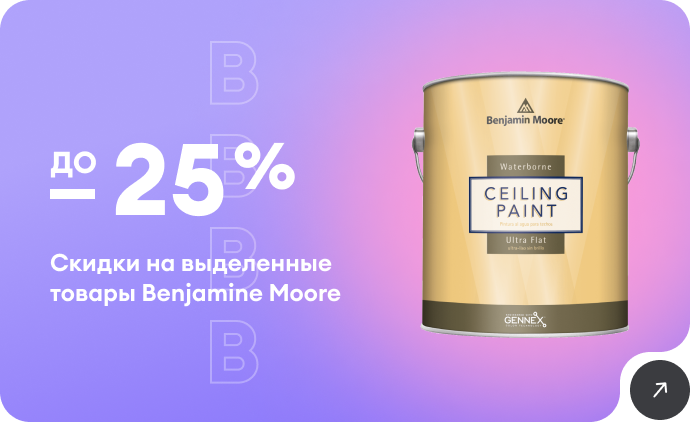 B
B
B
B
до
– 25%
Скидки на выделенные
товары Benjamine Moore
Benjamin Moore
Waterborne
CEILING
PAINT
Ultra Flat
GENNEX